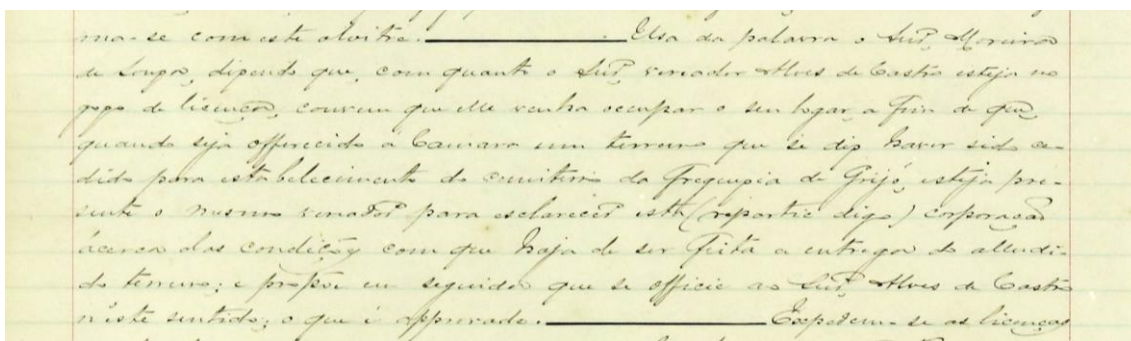 ma-se com este alvitre. Usa da palavra o Snr. Moreira
de Souza, dizendo que, com quanto o Snr. vereador Alves de Castro esteja no
gozo de licença, convem que elle venha occupar o seu logar, a fim de que,
quando seja offerecido á Camara um terreno que se diz haver sido ce-
dido para estabelecimento do cemiterio da freguezia de Grijó, esteja pre-
sente o mesmo vereador para esclarecer esta (repartic digo) corporação
ácerca das condições com que haja de ser feita a entrega do alludi-
do terreno; e propõe em seguida que se officie ao Snr. Alves de Castro
n'este sentido; o que é approvado. Expedem-se as licenças